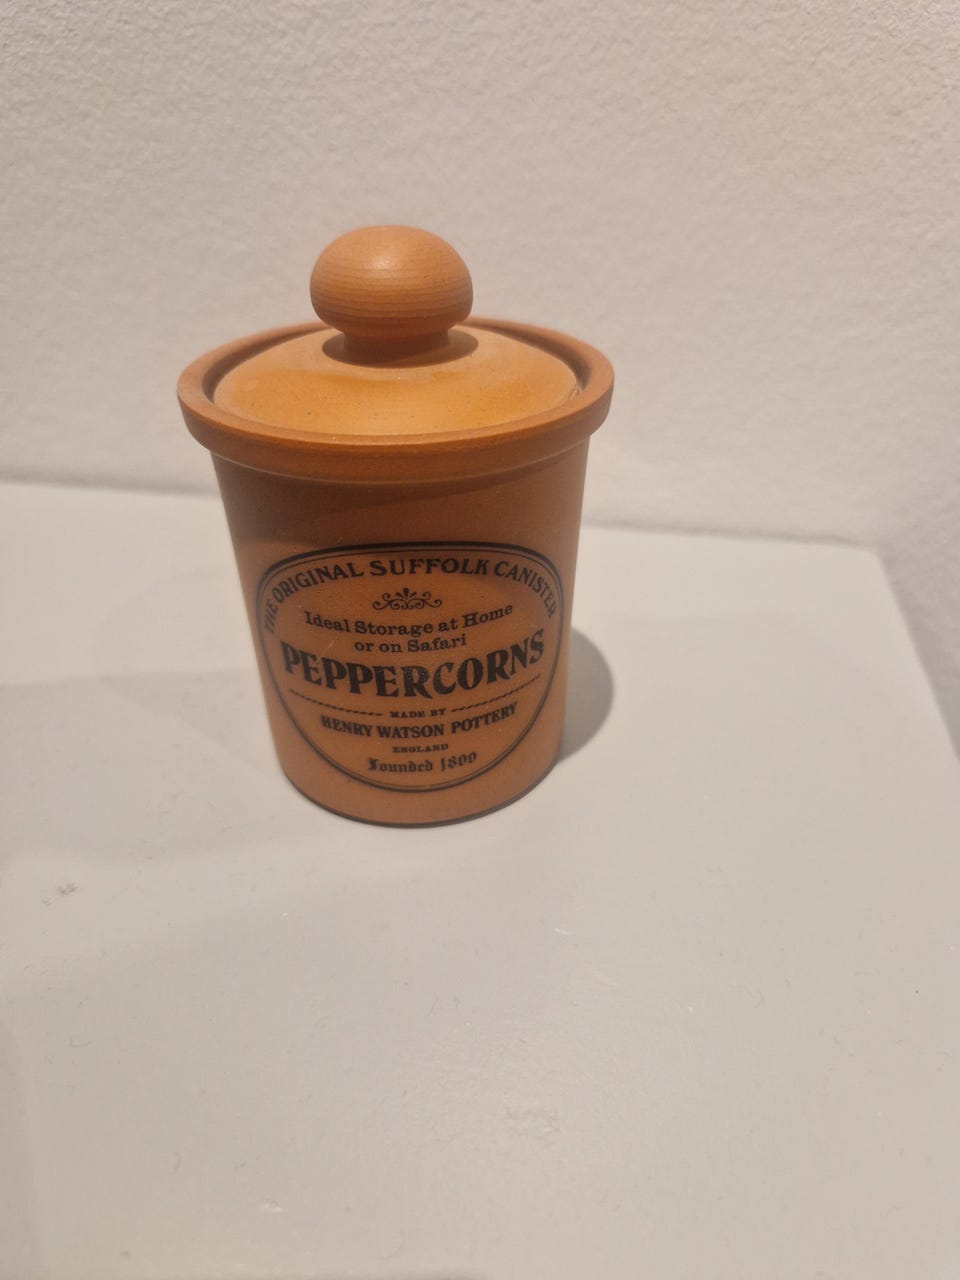 THE ORIGINAL SUFFOLK CANISTER
Ideal Storage at Home
or on Safari
PEPPERCORNS
MADE BY
HENRY WATSON POTTERY
ENGLAND
Founded 1800